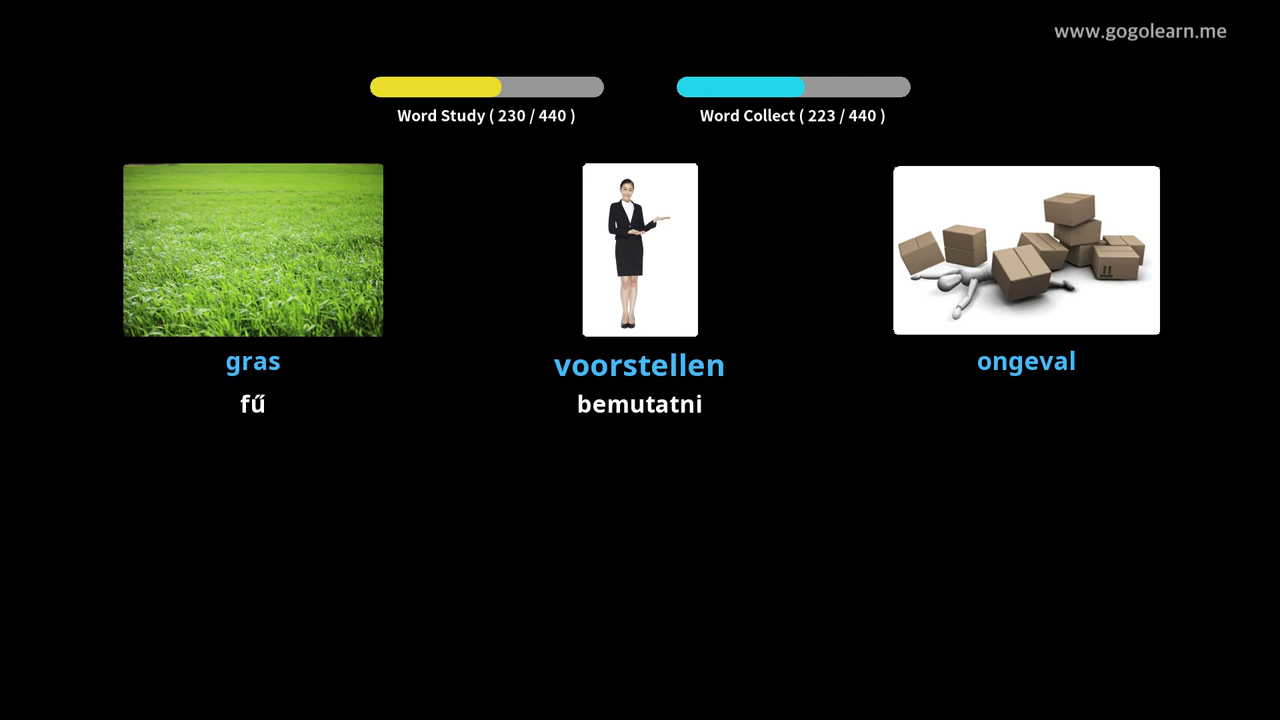 www.gogolearn.me
Word Study ( 230 / 440 )
Word Collect ( 223 / 440 )
gras
voorstellen
ongeval
fű
bemutatni